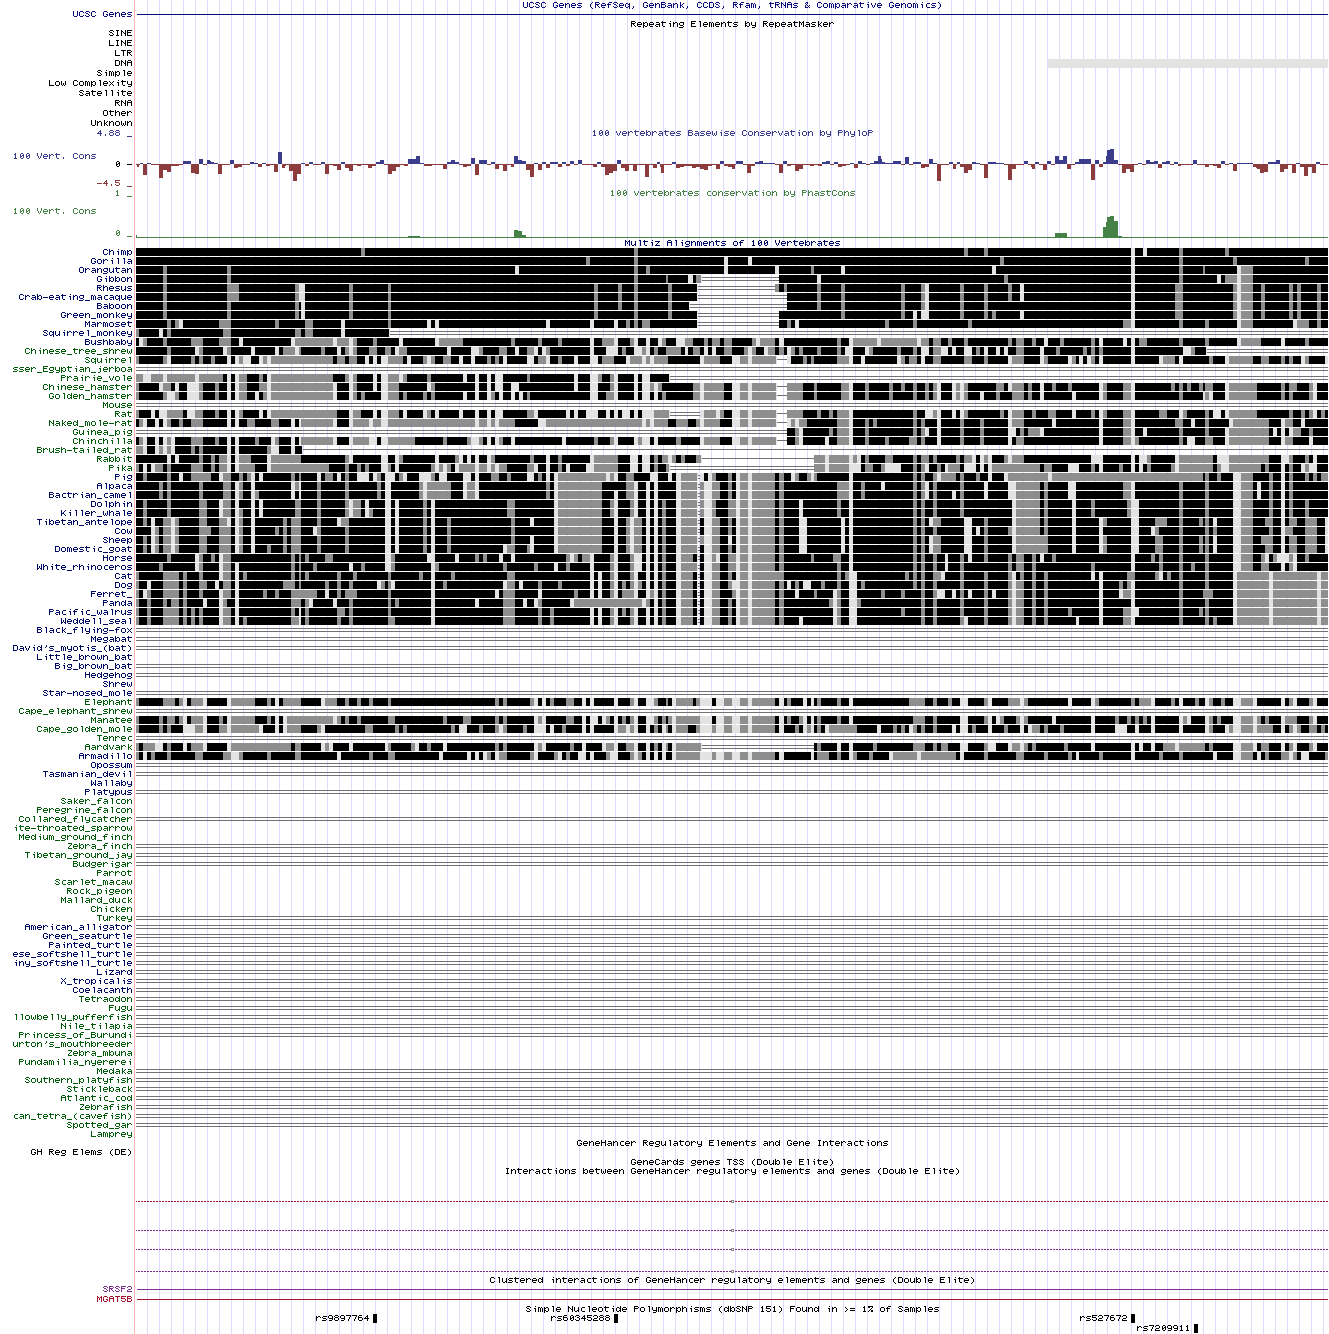 UCSC Genes (RefSeq, GenBank, CCDS, Rfam, tRNAs & Comparative Genomics)
UCSC Genes
Repeating Elements by RepeatMasker
SINE
LINE
LTR
DNA
Simple
Low Complexity
Satellite
RNA
Other
Unknown
4.88 _
100 vertebrates Basewise Conservation by PhyloP
100 Vert. Cons
0 -
-4.5 _
100 vertebrates conservation by PhastCons
1 _
100 Vert. Cons
0 _
Multiz Alignments of 100 Vertebrates
Chimp
Gorilla
Orangutan
Gibbon
Rhesus
Crab-eating_macaque
Baboon
Green_monkey
Marmoset
Squirrel_monkey
Bushbaby
Chinese_tree_shrew
Squirrel
sser_Egyptian_jerboa
Prairie_vole
Chinese_hamster
Golden_hamster
Mouse
Rat
Naked_mole-rat
Guinea_pig
Chinchilla
Brush-tailed_rat
Rabbit
Pika
Pig
Alpaca
Bactrian_camel
Dolphin
Killer_whale
Tibetan_antelope
Cow
Sheep
Domestic_goat
Horse
White_rhinoceros
Cat
Dog
Ferret_
Panda
Pacific_walrus
Weddell_seal
Black_flying-fox
Megabat
David's_myotis_(bat)
Little_brown_bat
Big_brown_bat
Hedgehog
Shrew
Star-nosed_mole
Elephant
Cape_elephant_shrew
Manatee
Cape_golden_mole
Tenrec
Aardvark
Armadillo
Opossum
Tasmanian_devil
Wallaby
Platypus
Saker_falcon
Peregrine_falcon
Collared_flycatcher
ite-throated_sparrow
Medium_ground_finch
Zebra_finch
Tibetan_ground_jay
Budgerigar
Parrot
Scarlet_macaw
Rock_pigeon
Mallard_duck
Chicken
Turkey
American_alligator
Green_seaturtle
Painted_turtle
ese_softshell_turtle
iny_softshell_turtle
Lizard
X_tropicalis
Coelacanth
Tetraodon
Fugu
llowbelly_pufferfish
Nile_tilapia
Princess_of_Burundi
urton's_mouthbreeder
Zebra_mbuna
Pundamilia_nyererei
Medaka
Southern_platyfish
Stickleback
Atlantic_cod
Zebrafish
can_tetra_(cavefish)
Spotted_gar
Lamprey
GeneHancer Regulatory Elements and Gene Interactions
GH Reg Elems (DE)
GeneCards genes TSS (Double Elite)
Interactions between GeneHancer regulatory elements and genes (Double Elite)
Clustered interactions of GeneHancer regulatory elements and genes (Double Elite)
SRSF2
MGAT5B
Simple Nucleotide Polymorphisms (dbSNP 151) Found in >= 1% of Samples
rs9897764 rs60345288 rs527672
rs7209911